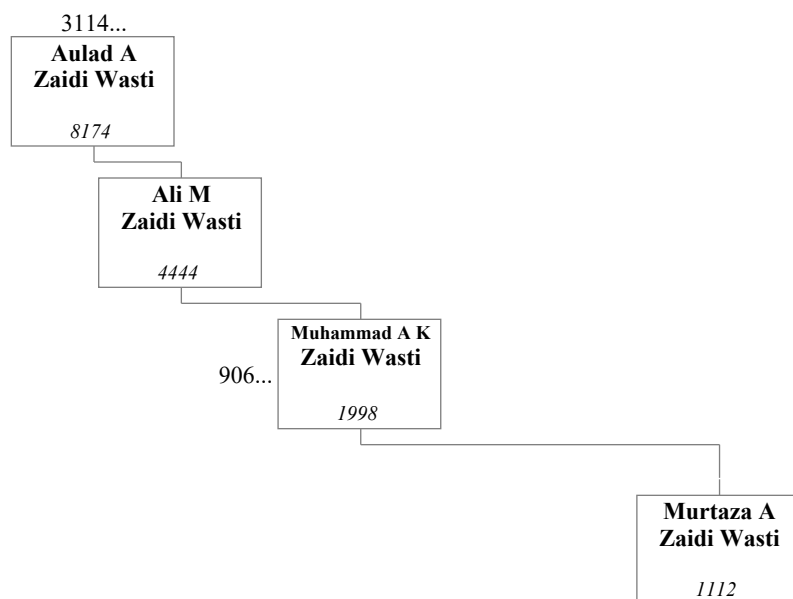 3114...
Aulad A
Zaidi Wasti
8174
Ali M
Zaidi Wasti
4444
Muhammad A K
Zaidi Wasti
906...
1998
Murtaza A
Zaidi Wasti
1112